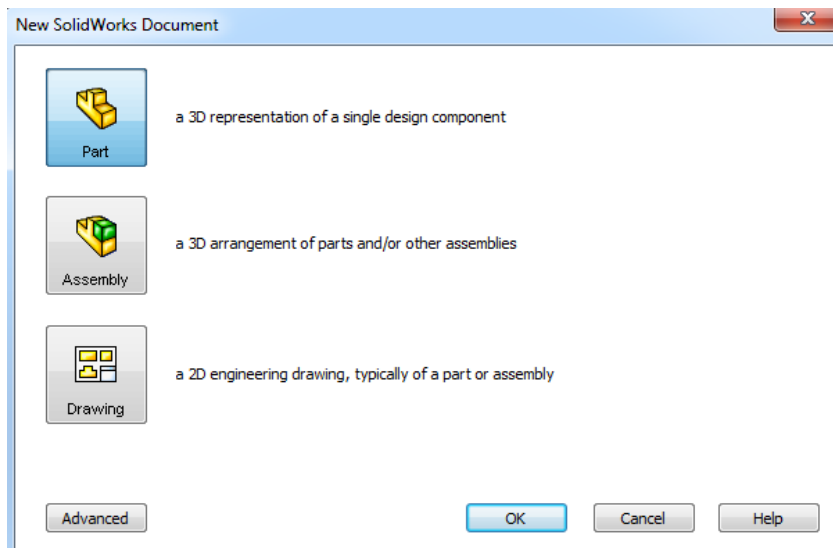 New SolidWorks Document
Part
a 3D representation of a single design component
Assembly
a 3D arrangement of parts and/or other assemblies
Drawing
a 2D engineering drawing, typically of a part or assembly
Advanced
OK
Cancel
Help